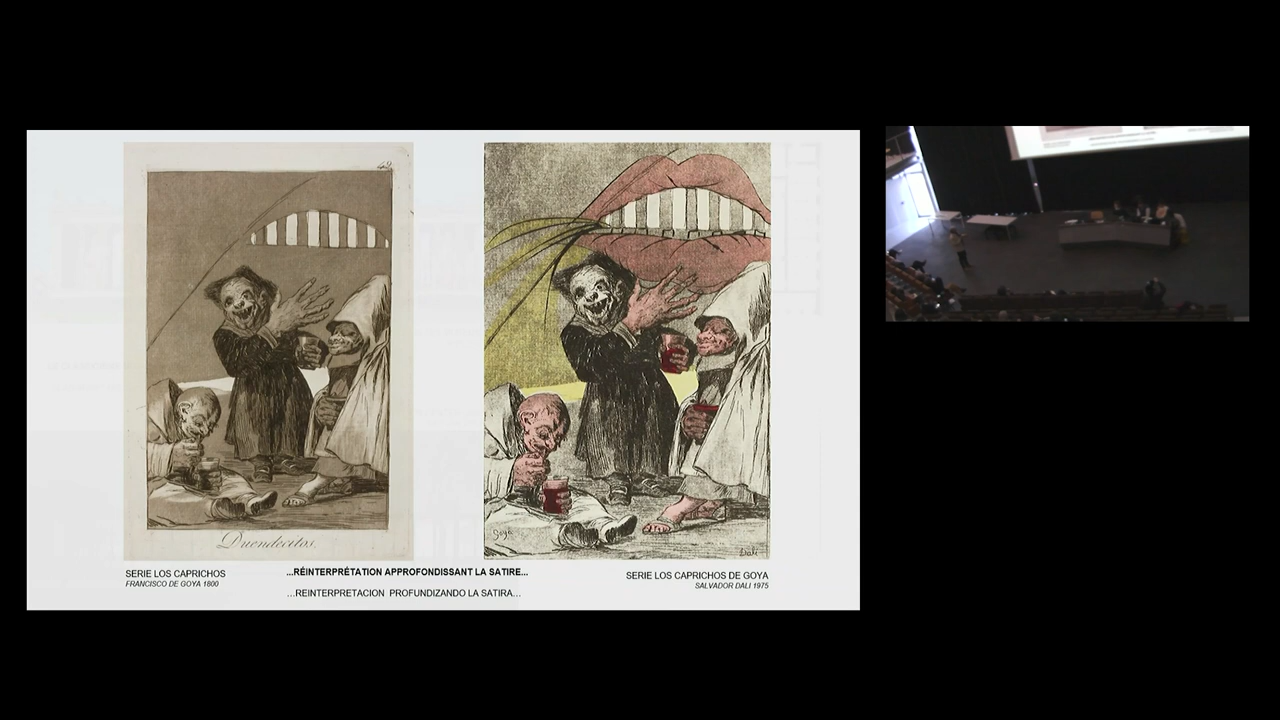 49
Duendecitos.
Goya
Dalí
SERIE LOS CAPRICHOS
FRANCISCO DE GOYA 1800
...RÉINTERPRÉTATION APPROFONDISSANT LA SATIRE...
...REINTERPRETACION PROFUNDIZANDO LA SATIRA...
SERIE LOS CAPRICHOS DE GOYA
SALVADOR DALI 1975